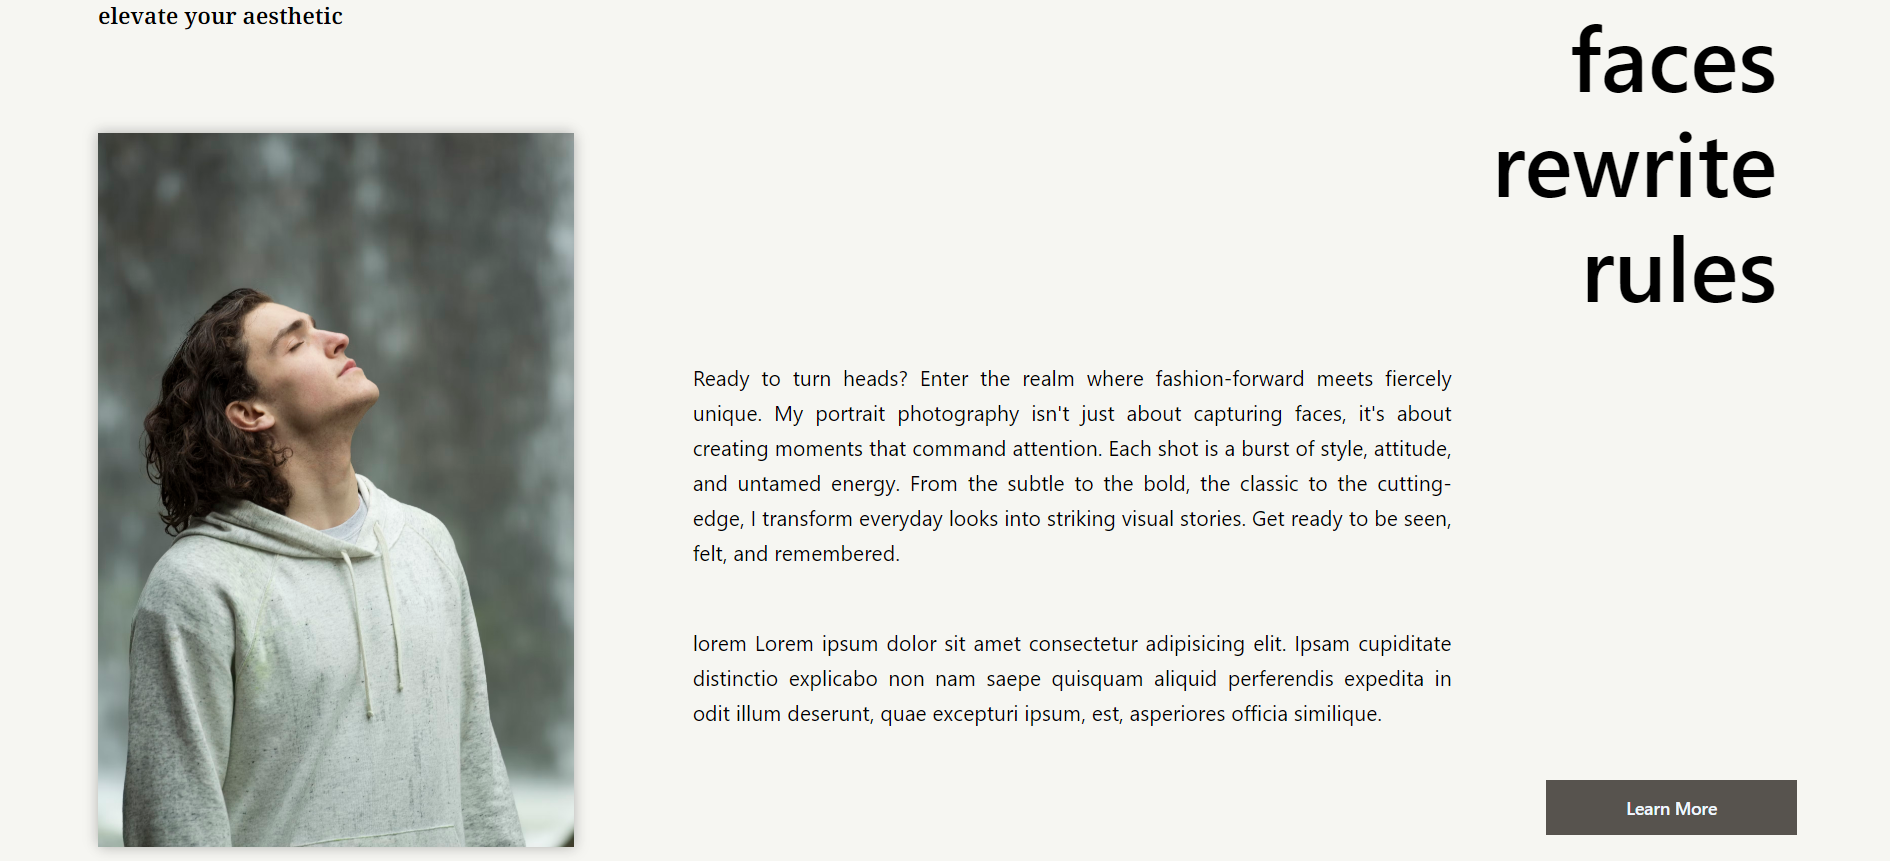 elevate your aesthetic
faces
rewrite
rules
Ready to turn heads? Enter the realm where fashion-forward meets fiercely
unique. My portrait photography isn't just about capturing faces, it's about
creating moments that command attention. Each shot is a burst of style, attitude,
and untamed energy. From the subtle to the bold, the classic to the cutting-
edge, I transform everyday looks into striking visual stories. Get ready to be seen,
felt, and remembered.
lorem Lorem ipsum dolor sit amet consectetur adipisicing elit. Ipsam cupiditate
distinctio explicabo non nam saepe quisquam aliquid perferendis expedita in
odit illum deserunt, quae excepturi ipsum, est, asperiores officia similique.
Learn More